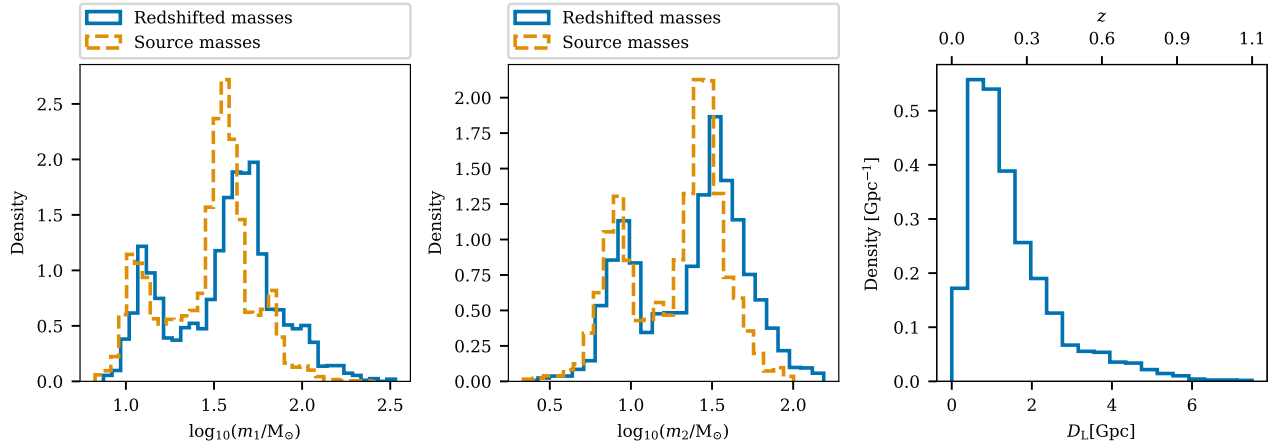 Redshifted masses
Source masses
Density
2.5
2.0
1.5
1.0
0.5
0.0
1.0 1.5 2.0 2.5
log₁₀(m₁/M☉)
Redshifted masses
Source masses
Density
2.00
1.75
1.50
1.25
1.00
0.75
0.50
0.25
0.00
0.5 1.0 1.5 2.0
log₁₀(m₂/M☉)
z
0.0 0.3 0.6 0.9 1.1
Density [Gpc⁻¹]
0.5
0.4
0.3
0.2
0.1
0.0
0 2 4 6
D_L[Gpc]